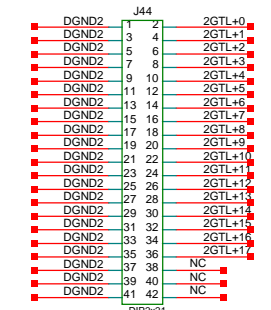 J44
DGND2 1 2 2GTL+0
DGND2 3 4 2GTL+1
DGND2 5 6 2GTL+2
DGND2 7 8 2GTL+3
DGND2 9 10 2GTL+4
DGND2 11 12 2GTL+5
DGND2 13 14 2GTL+6
DGND2 15 16 2GTL+7
DGND2 17 18 2GTL+8
DGND2 19 20 2GTL+9
DGND2 21 22 2GTL+10
DGND2 23 24 2GTL+11
DGND2 25 26 2GTL+12
DGND2 27 28 2GTL+13
DGND2 29 30 2GTL+14
DGND2 31 32 2GTL+15
DGND2 33 34 2GTL+16
DGND2 35 36 2GTL+17
DGND2 37 38 NC
DGND2 39 40 NC
DGND2 41 42 NC